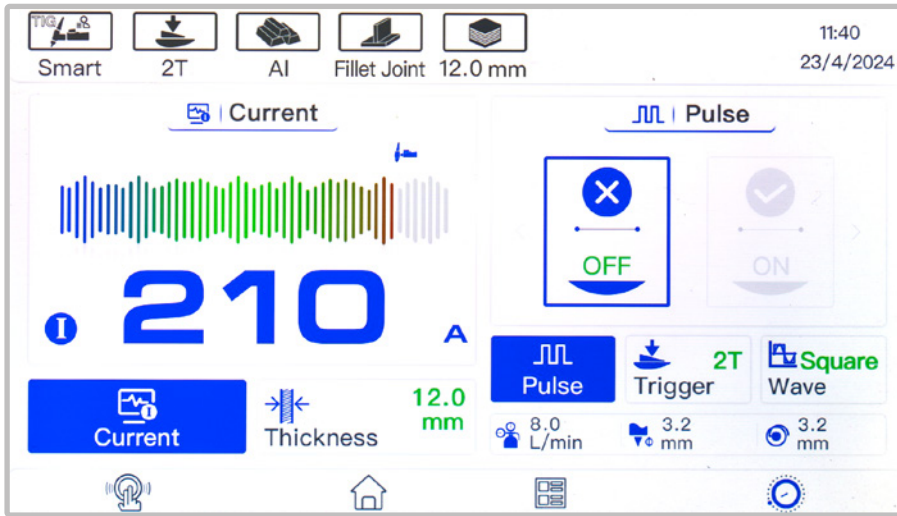 TIG
Smart
2T
Al
Fillet Joint
12.0 mm
11:40
23/4/2024
Current
210
I
A
Current
Thickness
12.0
mm
Pulse
OFF
ON
Pulse
2T
Trigger
Square
Wave
8.0
L/min
3.2
mm
3.2
mm